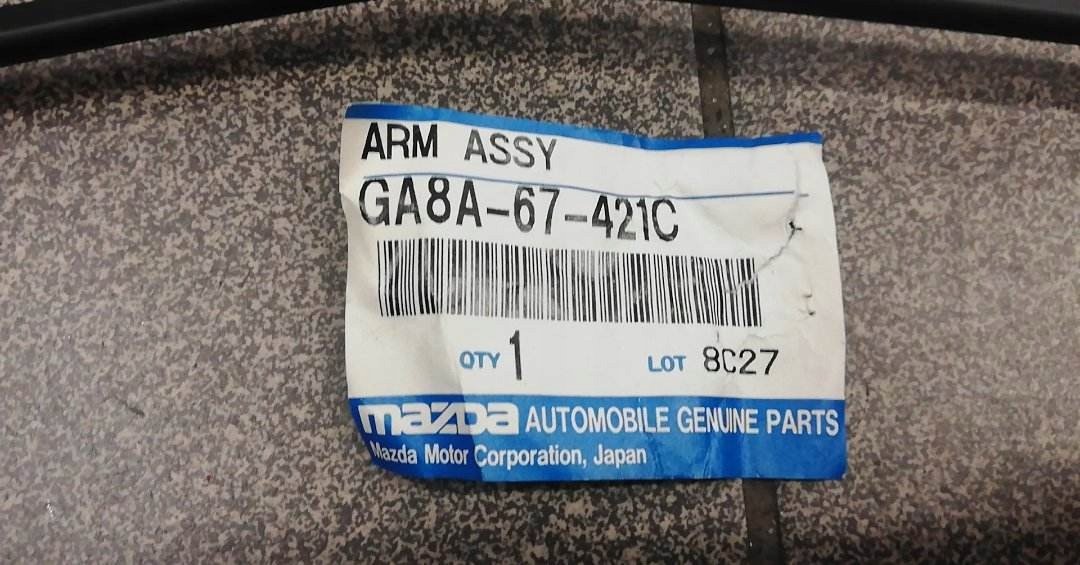 ARM ASSY
GA8A-67-421C
QTY 1 LOT 8C27
mazda AUTOMOBILE GENUINE PARTS
Mazda Motor Corporation, Japan